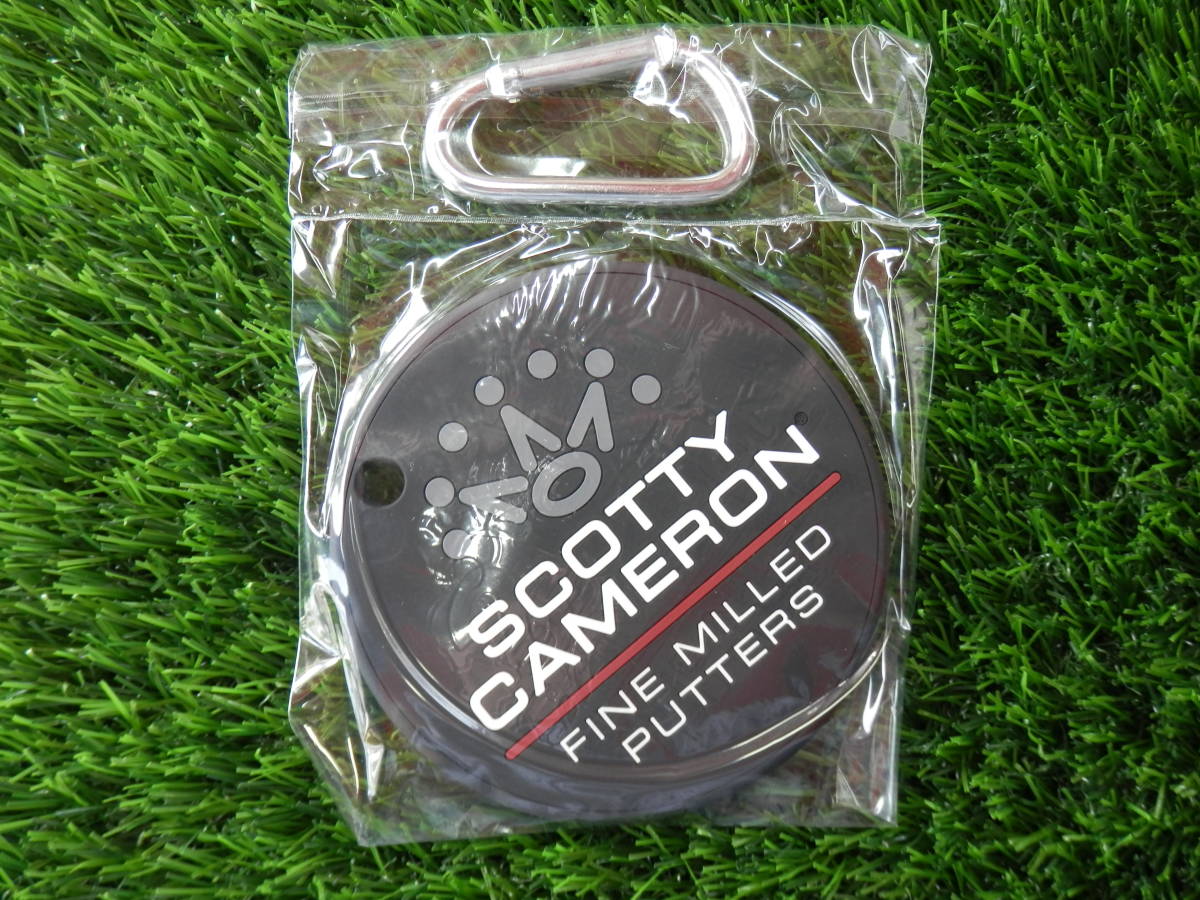 SCOTTY
CAMERON
FINE MILLED
PUTTERS